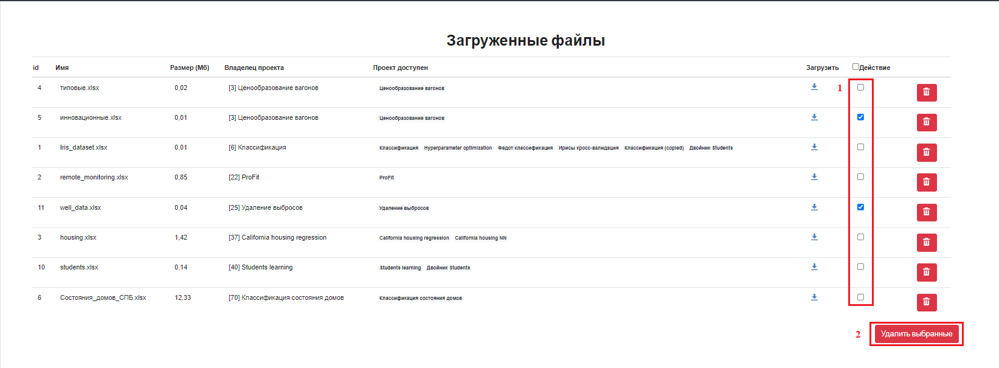 Загруженные файлы
id Имя Размер (Мб) Владелец проекта Проект доступен Загрузить Действие
4 типовые.xlsx 0,02 [3] Ценообразование вагонов Ценообразование вагонов 1
5 инновационные.xlsx 0,01 [3] Ценообразование вагонов Ценообразование вагонов
1 Iris_dataset.xlsx 0,01 [6] Классификация Классификация Hyperparameter optimization Федот классификация Ирисы кросс-валидация Классификация (copied) Двойник Students
2 remote_monitoring.xlsx 0,85 [22] ProFit ProFit
11 well_data.xlsx 0,04 [25] Удаление выбросов Удаление выбросов
3 housing.xlsx 1,42 [37] California housing regression California housing regression California housing NN
10 students.xlsx 0,14 [40] Students learning Students learning Двойник Students
6 Состояния_домов_СПБ.xlsx 12,33 [70] Классификация состояния домов Классификация состояния домов
2 Удалить выбранные